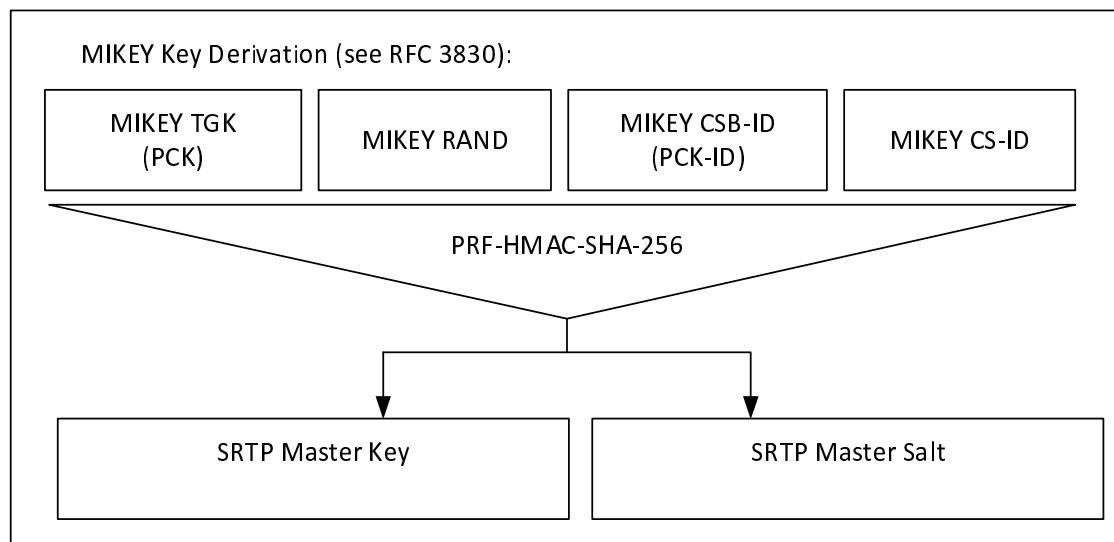 MIKEY Key Derivation (see RFC 3830):
MIKEY TGK
(PCK)
MIKEY RAND
MIKEY CSB-ID
(PCK-ID)
MIKEY CS-ID
PRF-HMAC-SHA-256
SRTP Master Key
SRTP Master Salt